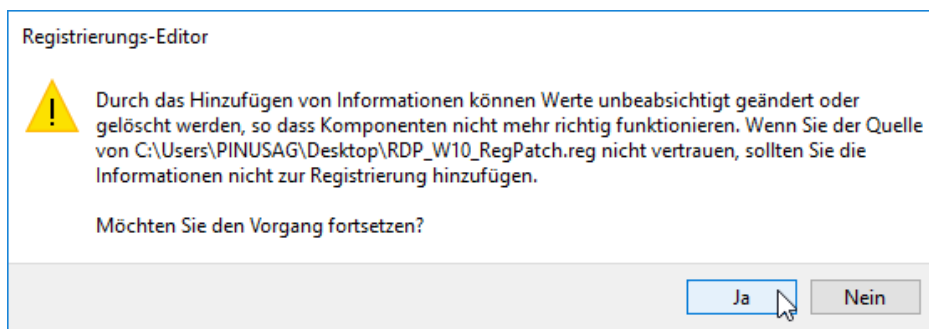 Registrierungs-Editor
Durch das Hinzufügen von Informationen können Werte unbeabsichtigt geändert oder
gelöscht werden, so dass Komponenten nicht mehr richtig funktionieren. Wenn Sie der Quelle
von C:\Users\PINUSAG\Desktop\RDP_W10_RegPatch.reg nicht vertrauen, sollten Sie die
Informationen nicht zur Registrierung hinzufügen.
Möchten Sie den Vorgang fortsetzen?
Ja
Nein